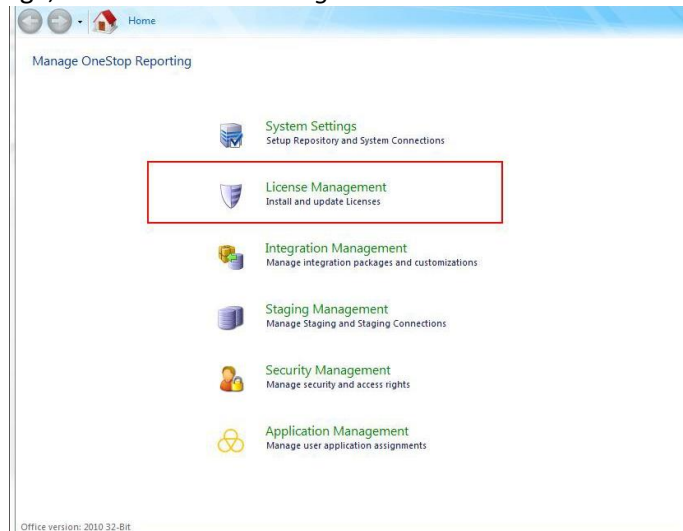 Home
Manage OneStop Reporting
System Settings
Setup Repository and System Connections
License Management
Install and update Licenses
Integration Management
Manage integration packages and customizations
Staging Management
Manage Staging and Staging Connections
Security Management
Manage security and access rights
Application Management
Manage user application assignments
Office version: 2010 32-Bit